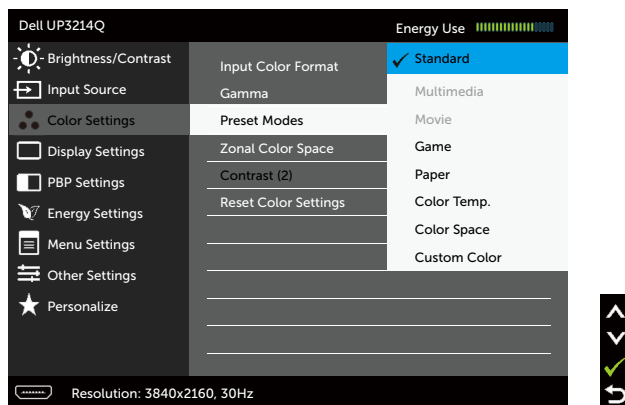 Dell UP3214Q
Energy Use
Brightness/Contrast
Input Source
Color Settings
Display Settings
PBP Settings
Energy Settings
Menu Settings
Other Settings
Personalize
Input Color Format
Gamma
Preset Modes
Zonal Color Space
Contrast (2)
Reset Color Settings
Standard
Multimedia
Movie
Game
Paper
Color Temp.
Color Space
Custom Color
Resolution: 3840x2160, 30Hz